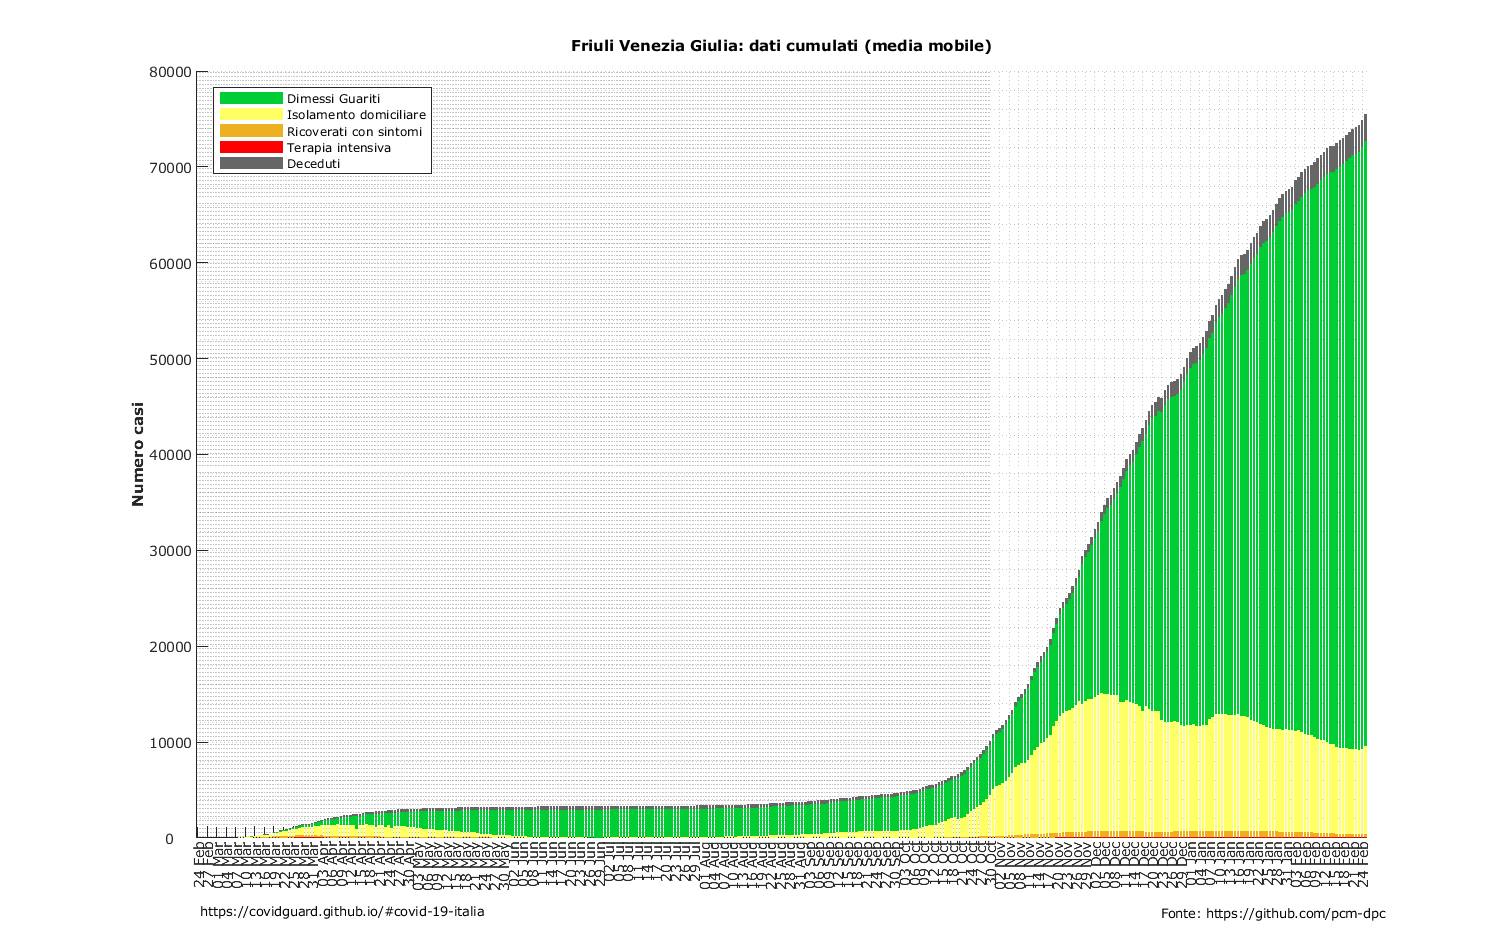 Friuli Venezia Giulia: dati cumulati (media mobile)
80000
70000
60000
50000
40000
30000
20000
10000
0
Numero casi
Dimessi Guariti
Isolamento domiciliare
Ricoverati con sintomi
Terapia intensiva
Deceduti
24 Feb
27 Feb
01 Mar
04 Mar
07 Mar
10 Mar
13 Mar
16 Mar
19 Mar
22 Mar
25 Mar
28 Mar
31 Mar
03 Apr
06 Apr
09 Apr
12 Apr
15 Apr
18 Apr
21 Apr
24 Apr
27 Apr
30 Apr
03 May
06 May
09 May
12 May
15 May
18 May
21 May
24 May
27 May
30 May
02 Jun
05 Jun
08 Jun
11 Jun
14 Jun
17 Jun
20 Jun
23 Jun
26 Jun
29 Jun
02 Jul
05 Jul
08 Jul
11 Jul
14 Jul
17 Jul
20 Jul
23 Jul
26 Jul
29 Jul
01 Aug
04 Aug
07 Aug
10 Aug
13 Aug
16 Aug
19 Aug
22 Aug
25 Aug
28 Aug
31 Aug
03 Sep
06 Sep
09 Sep
12 Sep
15 Sep
18 Sep
21 Sep
24 Sep
27 Sep
30 Sep
03 Oct
06 Oct
09 Oct
12 Oct
15 Oct
18 Oct
21 Oct
24 Oct
27 Oct
30 Oct
02 Nov
05 Nov
08 Nov
11 Nov
14 Nov
17 Nov
20 Nov
23 Nov
26 Nov
29 Nov
02 Dec
05 Dec
08 Dec
11 Dec
14 Dec
17 Dec
20 Dec
23 Dec
26 Dec
29 Dec
01 Jan
04 Jan
07 Jan
10 Jan
13 Jan
16 Jan
19 Jan
22 Jan
25 Jan
28 Jan
31 Jan
03 Feb
06 Feb
09 Feb
12 Feb
15 Feb
18 Feb
21 Feb
24 Feb
https://covidguard.github.io/#covid-19-italia
Fonte: https://github.com/pcm-dpc